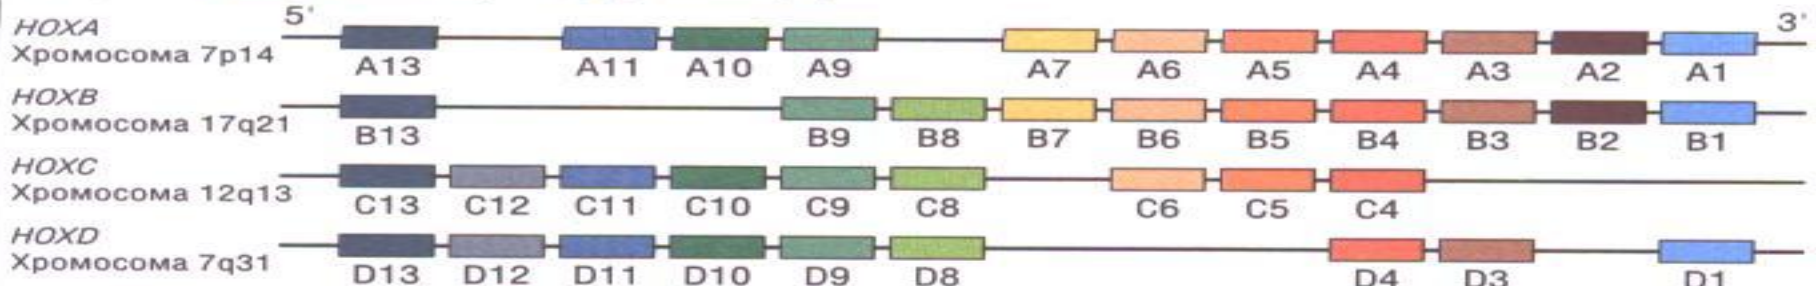 5' 3'
HOXA
Хромосома 7p14
A13 A11 A10 A9 A7 A6 A5 A4 A3 A2 A1
HOXB
Хромосома 17q21
B13 B9 B8 B7 B6 B5 B4 B3 B2 B1
HOXC
Хромосома 12q13
C13 C12 C11 C10 C9 C8 C6 C5 C4
HOXD
Хромосома 7q31
D13 D12 D11 D10 D9 D8 D4 D3 D1